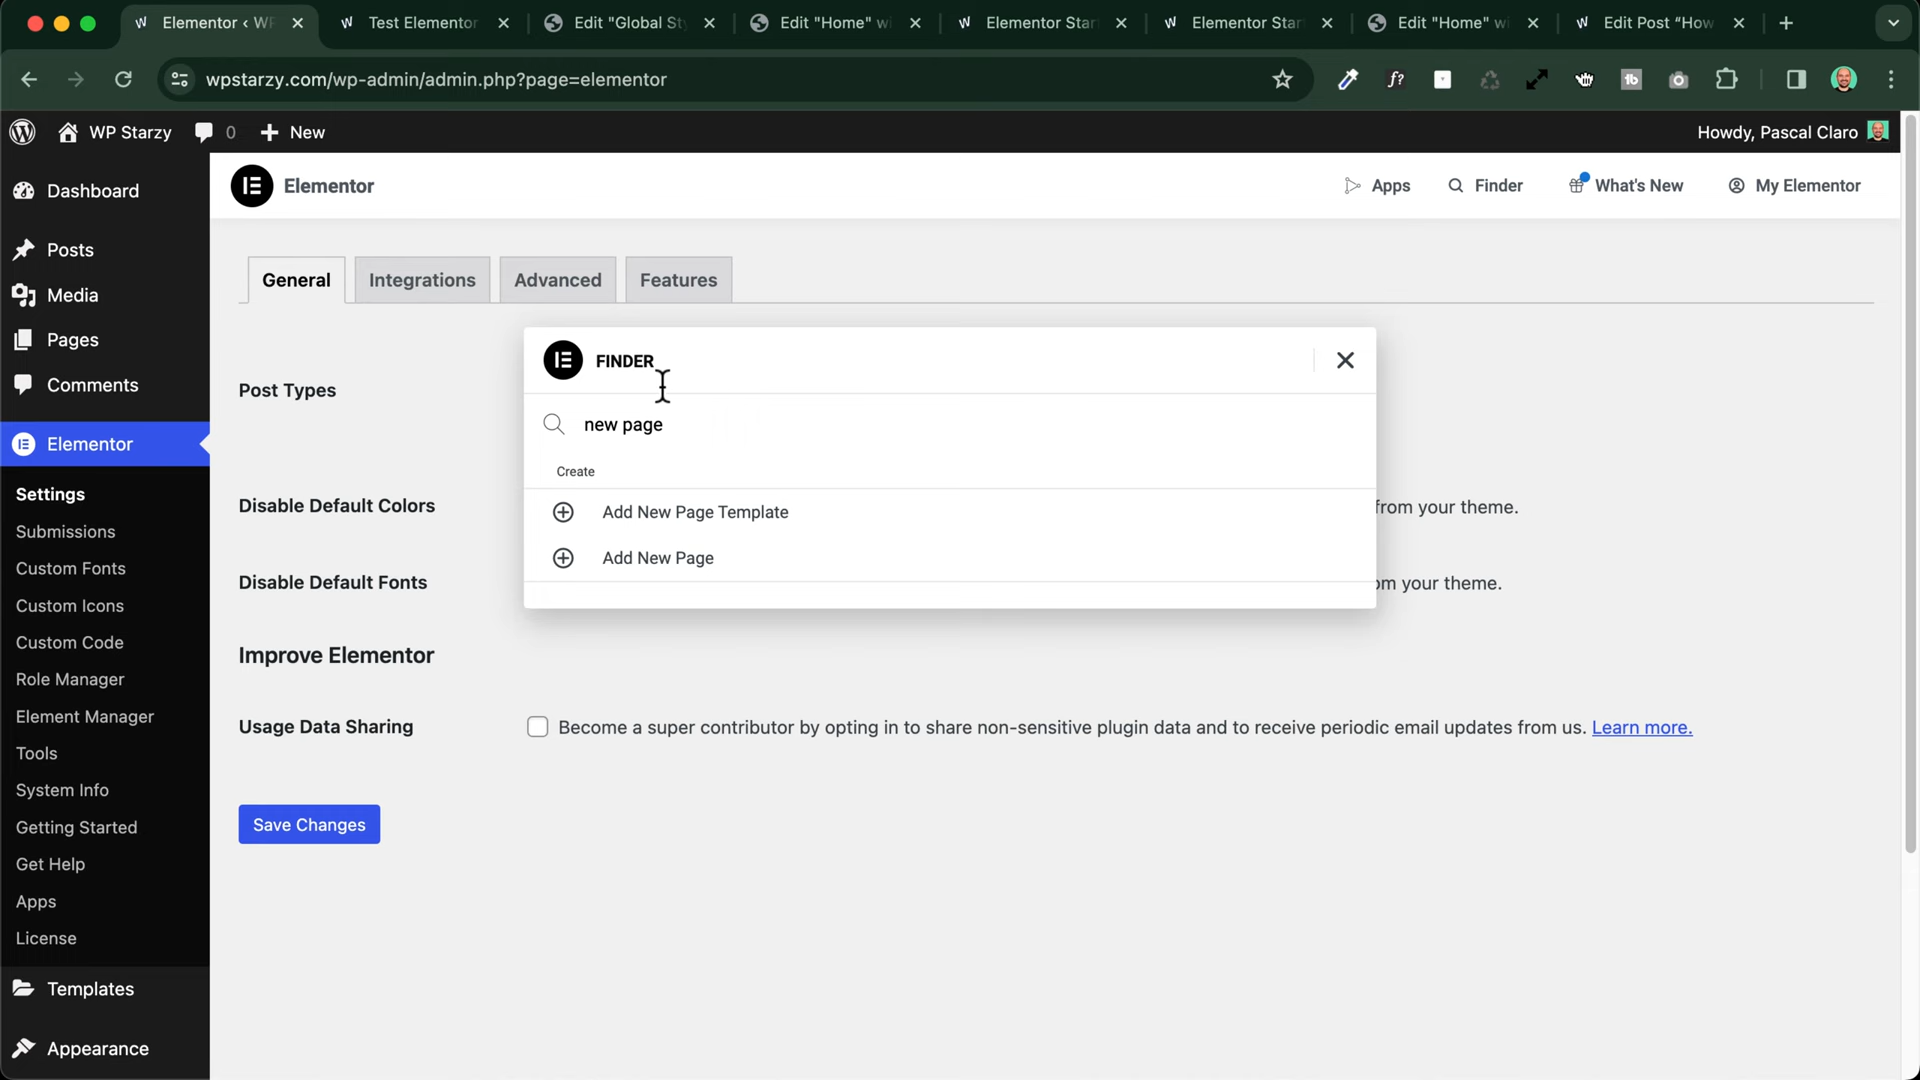 Elementor ‹ WP
Test Elementor
Edit "Global St
Edit "Home" wi
Elementor Star
Elementor Star
Edit "Home" wi
Edit Post “How
wpstarzy.com/wp-admin/admin.php?page=elementor
WP Starzy
0
New
Howdy, Pascal Claro
Dashboard
Posts
Media
Pages
Comments
Elementor
Settings
Submissions
Custom Fonts
Custom Icons
Custom Code
Role Manager
Element Manager
Tools
System Info
Getting Started
Get Help
Apps
License
Templates
Appearance
Elementor
Apps
Finder
What's New
My Elementor
General
Integrations
Advanced
Features
Post Types
Disable Default Colors
from your theme.
Disable Default Fonts
om your theme.
FINDER
new page
Create
Add New Page Template
Add New Page
Improve Elementor
Usage Data Sharing
Become a super contributor by opting in to share non-sensitive plugin data and to receive periodic email updates from us. Learn more.
Save Changes